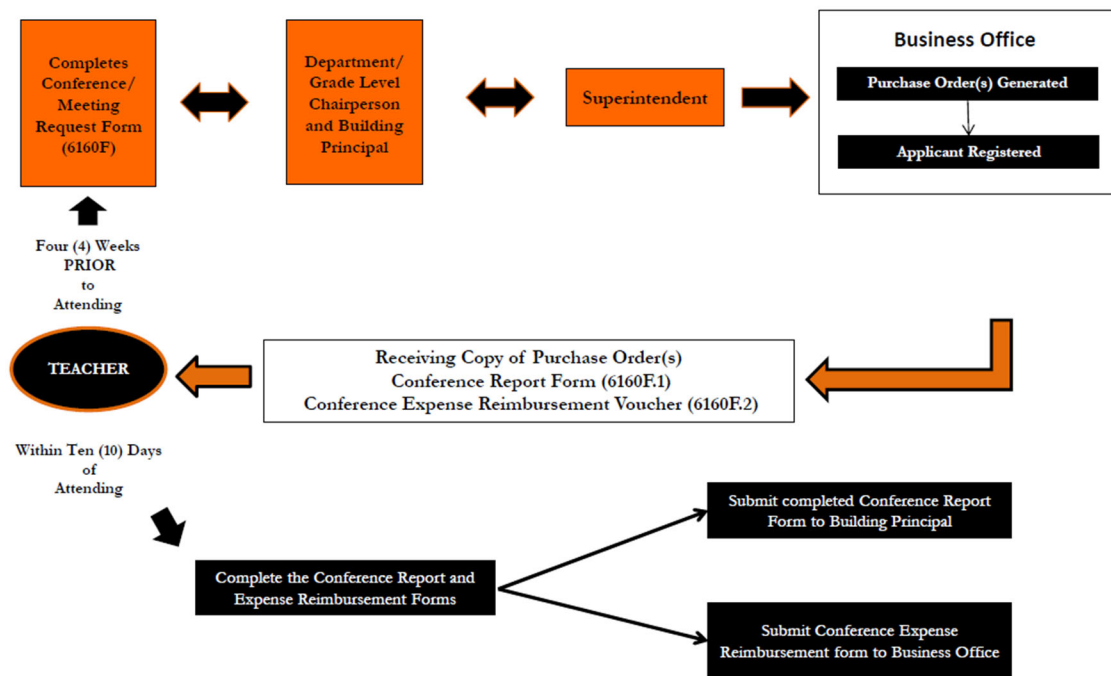 Completes
Conference/
Meeting
Request Form
(6160F)
Department/
Grade Level
Chairperson
and Building
Principal
Superintendent
Business Office
Purchase Order(s) Generated
Applicant Registered
Four (4) Weeks
PRIOR
to
Attending
TEACHER
Receiving Copy of Purchase Order(s)
Conference Report Form (6160F.1)
Conference Expense Reimbursement Voucher (6160F.2)
Within Ten (10) Days
of
Attending
Complete the Conference Report and
Expense Reimbursement Forms
Submit completed Conference Report
Form to Building Principal
Submit Conference Expense
Reimbursement form to Business Office